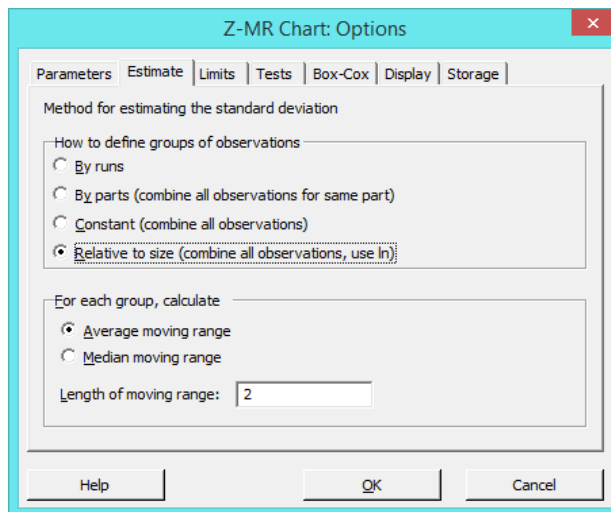 Z-MR Chart: Options
Parameters Estimate Limits Tests Box-Cox Display Storage
Method for estimating the standard deviation
How to define groups of observations
By runs
By parts (combine all observations for same part)
Constant (combine all observations)
Relative to size (combine all observations, use ln)
For each group, calculate
Average moving range
Median moving range
Length of moving range: 2
Help OK Cancel